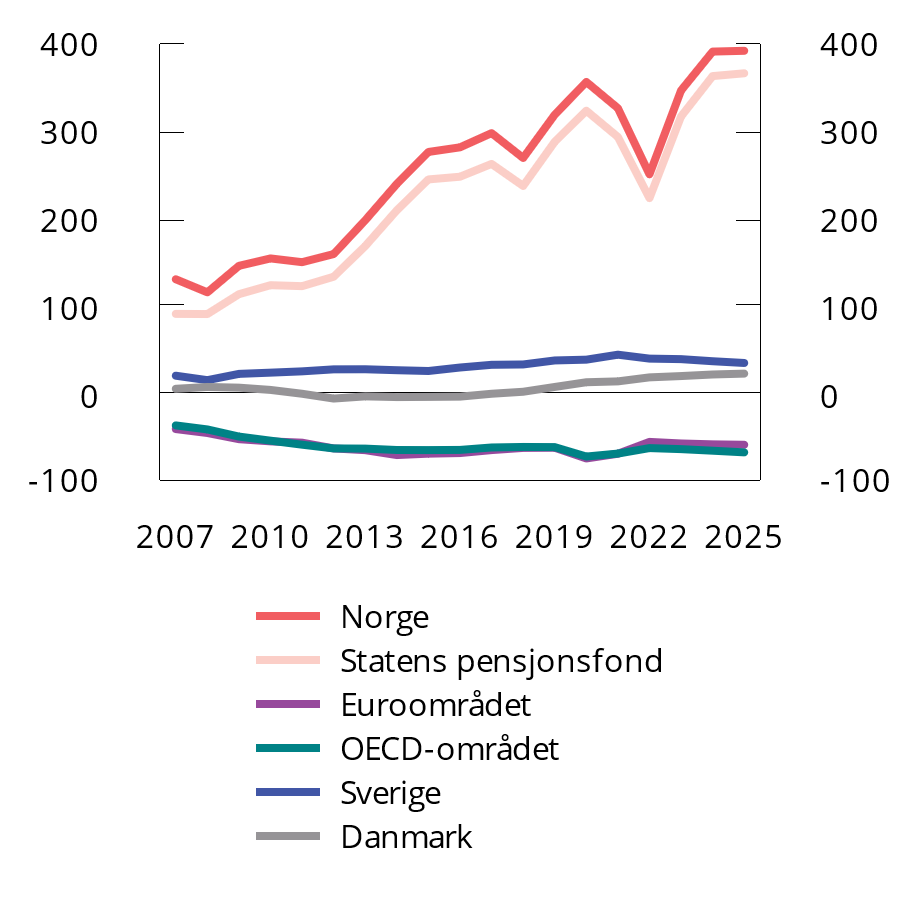 400 400
300 300
200 200
100 100
0 0
-100 -100
2007 2010 2013 2016 2019 2022 2025
Norge
Statens pensjonsfond
Euroområdet
OECD-området
Sverige
Danmark